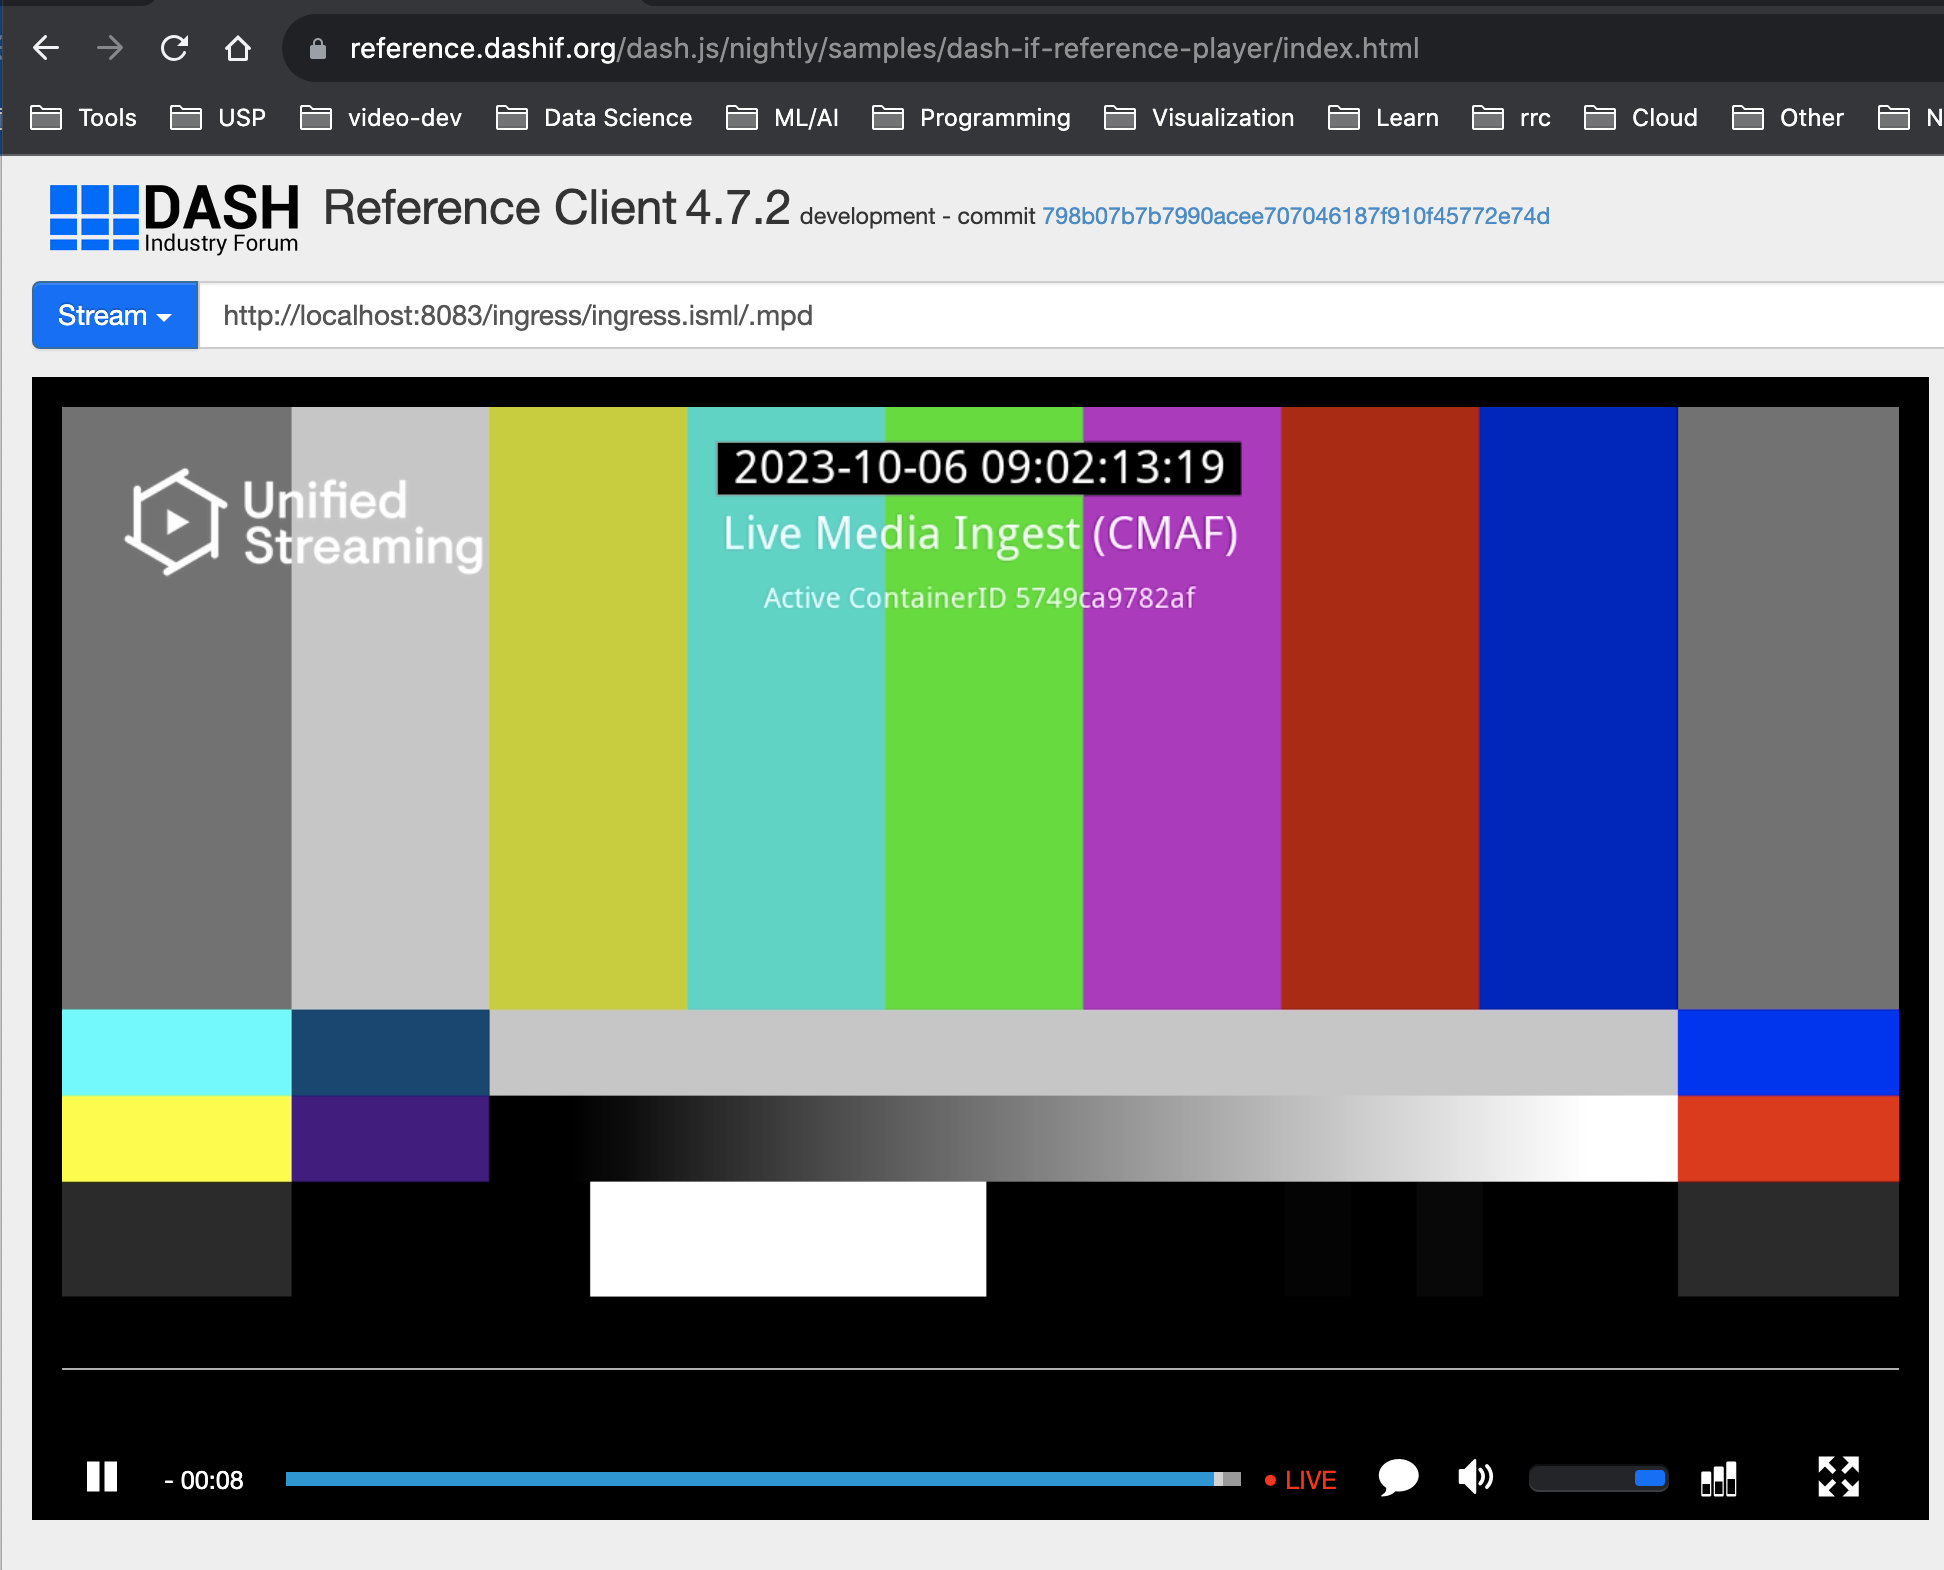 reference.dashif.org/dash.js/nightly/samples/dash-if-reference-player/index.html
Tools USP video-dev Data Science ML/AI Programming Visualization Learn rrc Cloud Other N
DASH
Industry Forum
Reference Client 4.7.2 development - commit 798b07b7b7990acee707046187f910f45772e74d
Stream http://localhost:8083/ingress/ingress.isml/.mpd
Unified
Streaming
2023-10-06 09:02:13:19
Live Media Ingest (CMAF)
Active ContainerID 5749ca9782af
- 00:08 LIVE